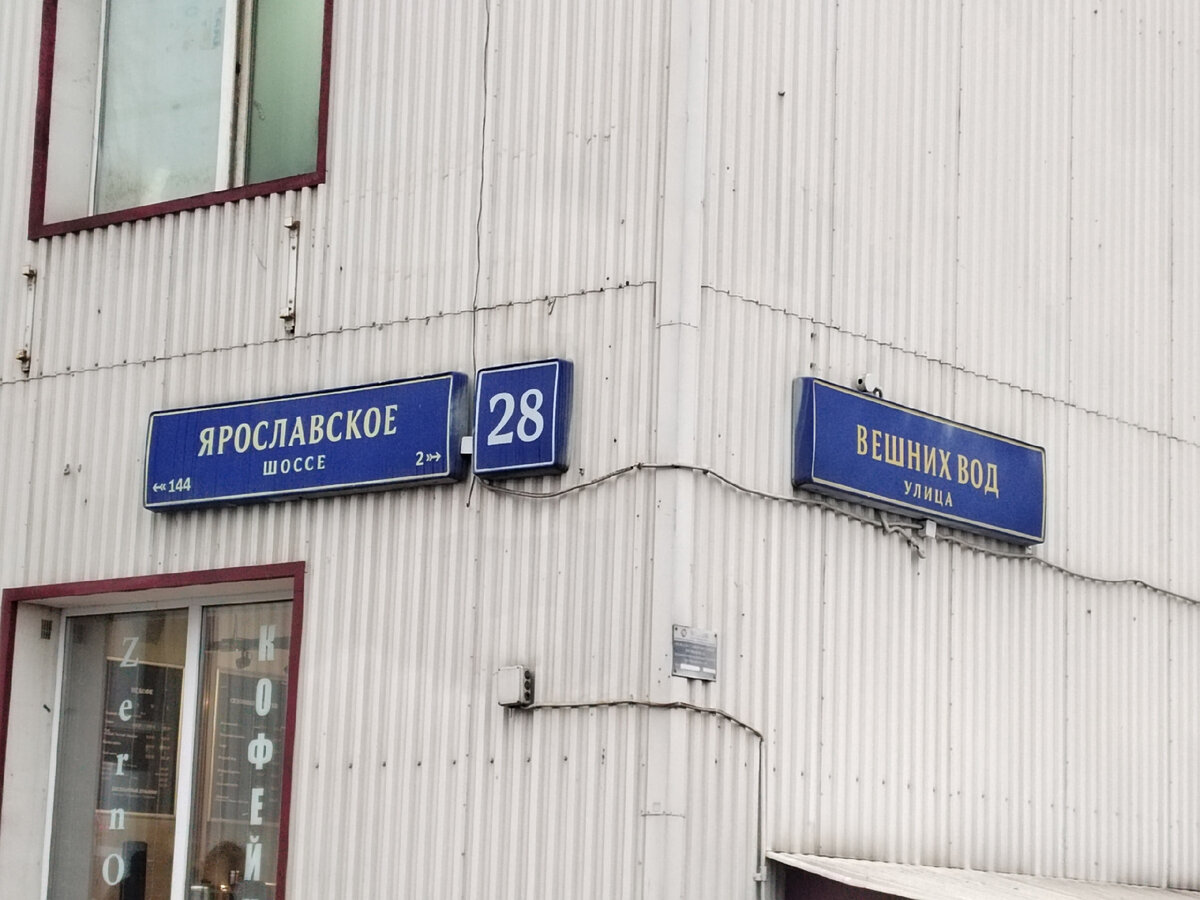 ЯРОСЛАВСКОЕ
ШОССЕ
144
2
28
ВЕШНИХ ВОД
УЛИЦА
Zerno
КОФЕЙ